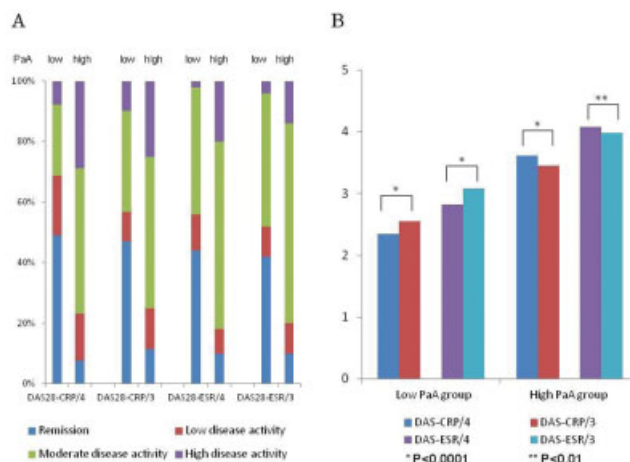 A
PaA low high low high low high low high
100%
80%
60%
40%
20%
0%
DAS28-CRP/4 DAS28-CRP/3 DAS28-ESR/4 DAS28-ESR/3
Remission Low disease activity
Moderate disease activity High disease activity
B
5
4
3
2
1
0
* * * **
Low PaA group High PaA group
DAS-CRP/4 DAS-CRP/3
DAS-ESR/4 DAS-ESR/3
* P<0.0001 ** P<0.01